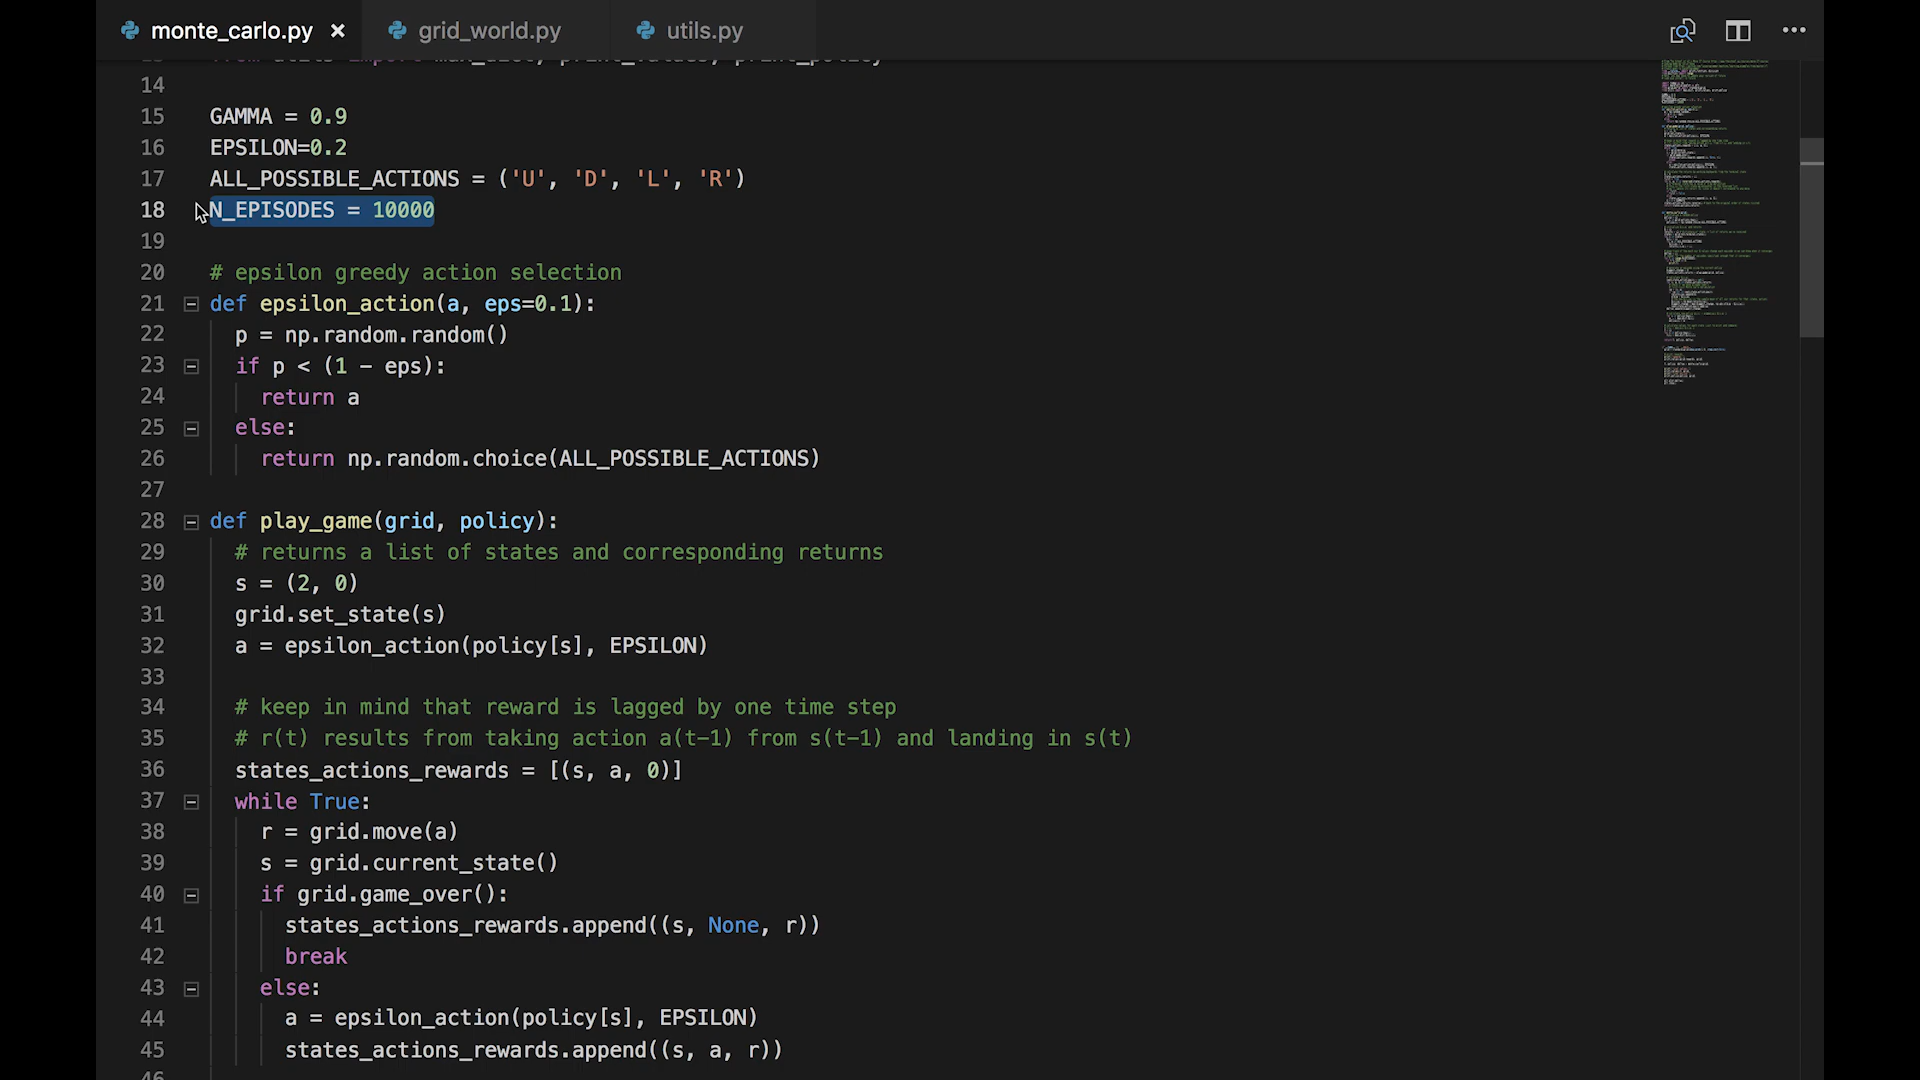 monte_carlo.py × grid_world.py utils.py
14
15 GAMMA = 0.9
16 EPSILON=0.2
17 ALL_POSSIBLE_ACTIONS = ('U', 'D', 'L', 'R')
18 N_EPISODES = 10000
19
20 # epsilon greedy action selection
21 def epsilon_action(a, eps=0.1):
22 p = np.random.random()
23 if p < (1 - eps):
24 return a
25 else:
26 return np.random.choice(ALL_POSSIBLE_ACTIONS)
27
28 def play_game(grid, policy):
29 # returns a list of states and corresponding returns
30 s = (2, 0)
31 grid.set_state(s)
32 a = epsilon_action(policy[s], EPSILON)
33
34 # keep in mind that reward is lagged by one time step
35 # r(t) results from taking action a(t-1) from s(t-1) and landing in s(t)
36 states_actions_rewards = [(s, a, 0)]
37 while True:
38 r = grid.move(a)
39 s = grid.current_state()
40 if grid.game_over():
41 states_actions_rewards.append((s, None, r))
42 break
43 else:
44 a = epsilon_action(policy[s], EPSILON)
45 states_actions_rewards.append((s, a, r))